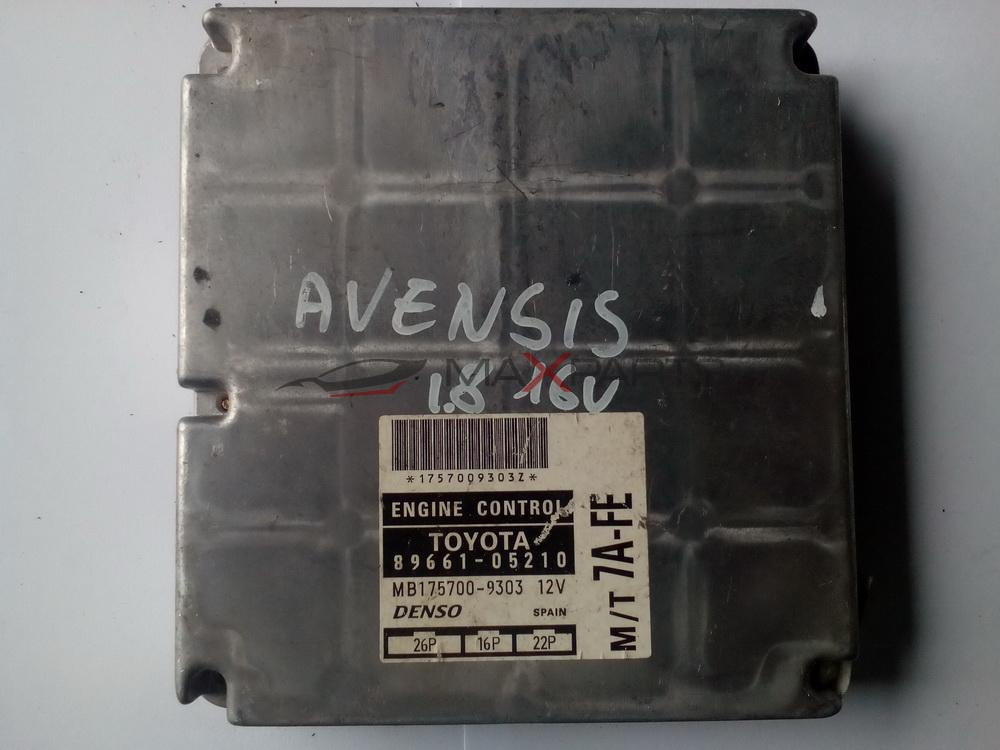 AVENSIS
MAXPARTS
1.8 16V
*1757009303Z*
ENGINE CONTROL
TOYOTA
89661-05210
MB175700-9303 12V
DENSO SPAIN
26P 16P 22P
M/T 7A-FE